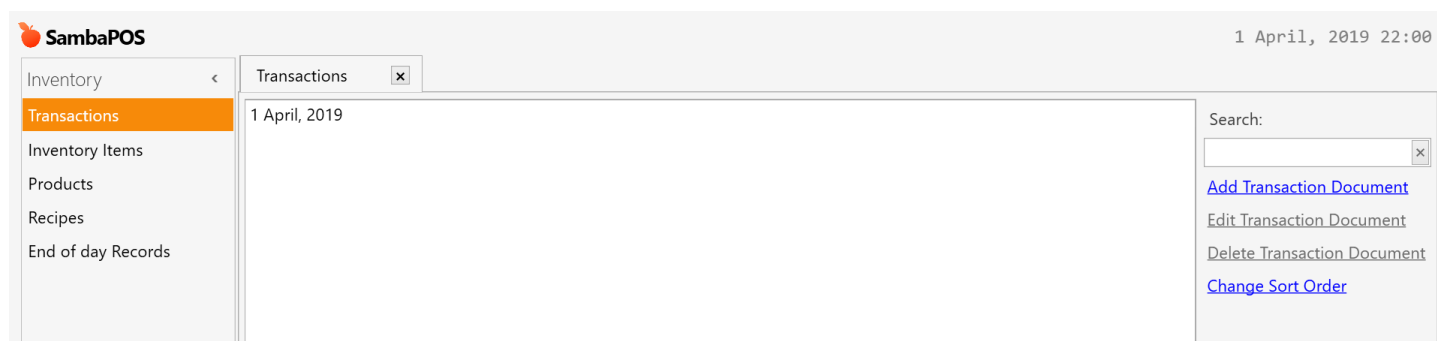 SambaPOS
1 April, 2019 22:00
Inventory
Transactions
Inventory Items
Products
Recipes
End of day Records
Transactions
1 April, 2019
Search:
Add Transaction Document
Edit Transaction Document
Delete Transaction Document
Change Sort Order